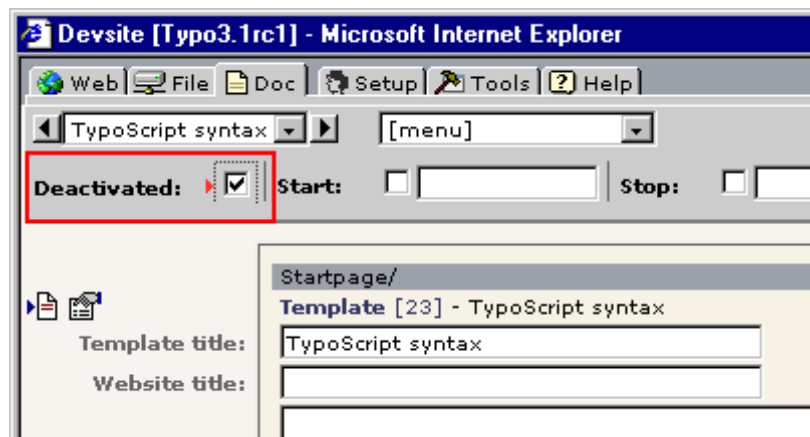 Devsite [Typo3.1rc1] - Microsoft Internet Explorer
Web File Doc Setup Tools Help
TypoScript syntax [menu]
Deactivated: Start: Stop:
Startpage/
Template [23] - TypoScript syntax
Template title: TypoScript syntax
Website title: